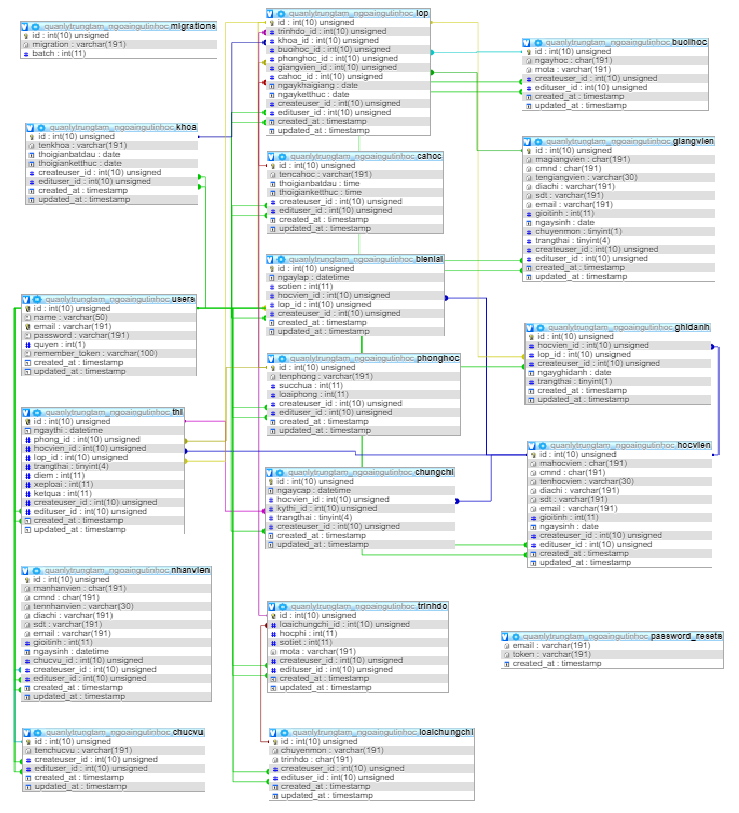 quanlytrungtam_ngoaingutinhoc migrations
id : int(10) unsigned
migration : varchar(191)
batch : int(11)
quanlytrungtam_ngoaingutinhoc lop
id : int(10) unsigned
trinhdo_id : int(10) unsigned
khoa_id : int(10) unsigned
buoihoc_id : int(10) unsigned
phonghoc_id : int(10) unsigned
giangvien_id : int(10) unsigned
cahoc_id : int(10) unsigned
ngaykhaigiang : date
ngayketthuc : date
createuser_id : int(10) unsigned
edituser_id : int(10) unsigned
created_at : timestamp
updated_at : timestamp
quanlytrungtam_ngoaingutinhoc buoihoc
id : int(10) unsigned
ngayhoc : char(191)
mota : varchar(191)
createuser_id : int(10) unsigned
edituser_id : int(10) unsigned
created_at : timestamp
updated_at : timestamp
quanlytrungtam_ngoaingutinhoc khoa
id : int(10) unsigned
tenkhoa : varchar(191)
thoigianbatdau : date
thoigianketthuc : date
createuser_id : int(10) unsigned
edituser_id : int(10) unsigned
created_at : timestamp
updated_at : timestamp
quanlytrungtam_ngoaingutinhoc cahoc
id : int(10) unsigned
tencahoc : varchar(191)
thoigianbatdau : time
thoigianketthuc : time
createuser_id : int(10) unsigned
edituser_id : int(10) unsigned
created_at : timestamp
updated_at : timestamp
quanlytrungtam_ngoaingutinhoc giangvien
id : int(10) unsigned
magiangvien : char(191)
cmnd : char(191)
tengiangvien : varchar(30)
diachi : varchar(191)
sdt : varchar(191)
email : varchar(191)
gioitinh : int(11)
ngaysinh : date
chuyenmon : tinyint(1)
trangthai : tinyint(4)
createuser_id : int(10) unsigned
edituser_id : int(10) unsigned
created_at : timestamp
updated_at : timestamp
quanlytrungtam_ngoaingutinhoc users
id : int(10) unsigned
name : varchar(50)
email : varchar(191)
password : varchar(191)
quyen : int(1)
remember_token : varchar(100)
created_at : timestamp
updated_at : timestamp
quanlytrungtam_ngoaingutinhoc bienlai
id : int(10) unsigned
ngaylap : datetime
sotien : int(11)
hocvien_id : int(10) unsigned
lop_id : int(10) unsigned
createuser_id : int(10) unsigned
created_at : timestamp
updated_at : timestamp
quanlytrungtam_ngoaingutinhoc ghidanh
hocvien_id : int(10) unsigned
lop_id : int(10) unsigned
createuser_id : int(10) unsigned
ngayghidanh : date
trangthai : tinyint(1)
created_at : timestamp
updated_at : timestamp
quanlytrungtam_ngoaingutinhoc phonghoc
id : int(10) unsigned
tenphong : varchar(191)
succhua : int(11)
loaiphong : int(11)
createuser_id : int(10) unsigned
edituser_id : int(10) unsigned
created_at : timestamp
updated_at : timestamp
quanlytrungtam_ngoaingutinhoc thi
id : int(10) unsigned
ngaythi : datetime
phong_id : int(10) unsigned
hocvien_id : int(10) unsigned
lop_id : int(10) unsigned
trangthai : tinyint(4)
diem : int(11)
xeploai : int(11)
ketqua : int(11)
createuser_id : int(10) unsigned
edituser_id : int(10) unsigned
created_at : timestamp
updated_at : timestamp
quanlytrungtam_ngoaingutinhoc chungchi
id : int(10) unsigned
ngaycap : datetime
hocvien_id : int(10) unsigned
kythi_id : int(10) unsigned
trangthai : tinyint(4)
createuser_id : int(10) unsigned
created_at : timestamp
updated_at : timestamp
quanlytrungtam_ngoaingutinhoc hocvien
id : int(10) unsigned
mahocvien : char(191)
cmnd : char(191)
tenhocvien : varchar(30)
diachi : varchar(191)
sdt : varchar(191)
email : varchar(191)
gioitinh : int(11)
ngaysinh : date
createuser_id : int(10) unsigned
edituser_id : int(10) unsigned
created_at : timestamp
updated_at : timestamp
quanlytrungtam_ngoaingutinhoc nhanvien
id : int(10) unsigned
manhanvien : char(191)
cmnd : char(191)
tennhanvien : varchar(30)
diachi : varchar(191)
sdt : varchar(191)
email : varchar(191)
gioitinh : int(11)
ngaysinh : datetime
chucvu_id : int(10) unsigned
createuser_id : int(10) unsigned
edituser_id : int(10) unsigned
created_at : timestamp
updated_at : timestamp
quanlytrungtam_ngoaingutinhoc trinhdo
id : int(10) unsigned
loaichungchi_id : int(10) unsigned
hocphi : int(11)
sotiet : int(11)
mota : varchar(191)
createuser_id : int(10) unsigned
edituser_id : int(10) unsigned
created_at : timestamp
updated_at : timestamp
quanlytrungtam_ngoaingutinhoc password_resets
email : varchar(191)
token : varchar(191)
created_at : timestamp
quanlytrungtam_ngoaingutinhoc chucvu
id : int(10) unsigned
tenchucvu : varchar(191)
createuser_id : int(10) unsigned
edituser_id : int(10) unsigned
created_at : timestamp
updated_at : timestamp
quanlytrungtam_ngoaingutinhoc loaichungchi
id : int(10) unsigned
chuyenmon : varchar(191)
trinhdo : char(191)
createuser_id : int(10) unsigned
edituser_id : int(10) unsigned
created_at : timestamp
updated_at : timestamp